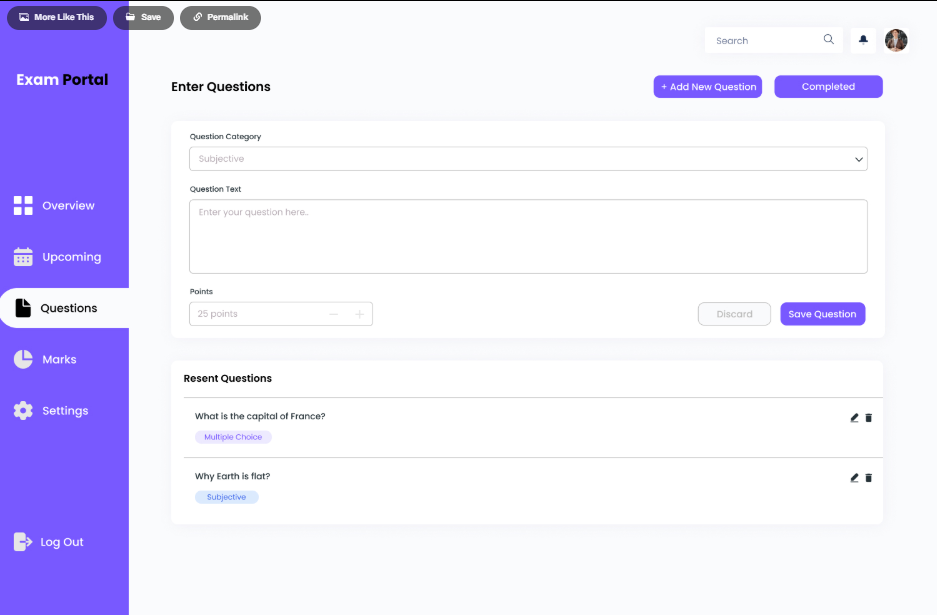 More Like This
Save
Permalink
Search
Exam Portal
Enter Questions
+ Add New Question
Completed
Question Category
Subjective
Question Text
Enter your question here..
Points
25 points
Discard
Save Question
Overview
Upcoming
Questions
Marks
Settings
Log Out
Resent Questions
What is the capital of France?
Multiple Choice
Why Earth is flat?
Subjective